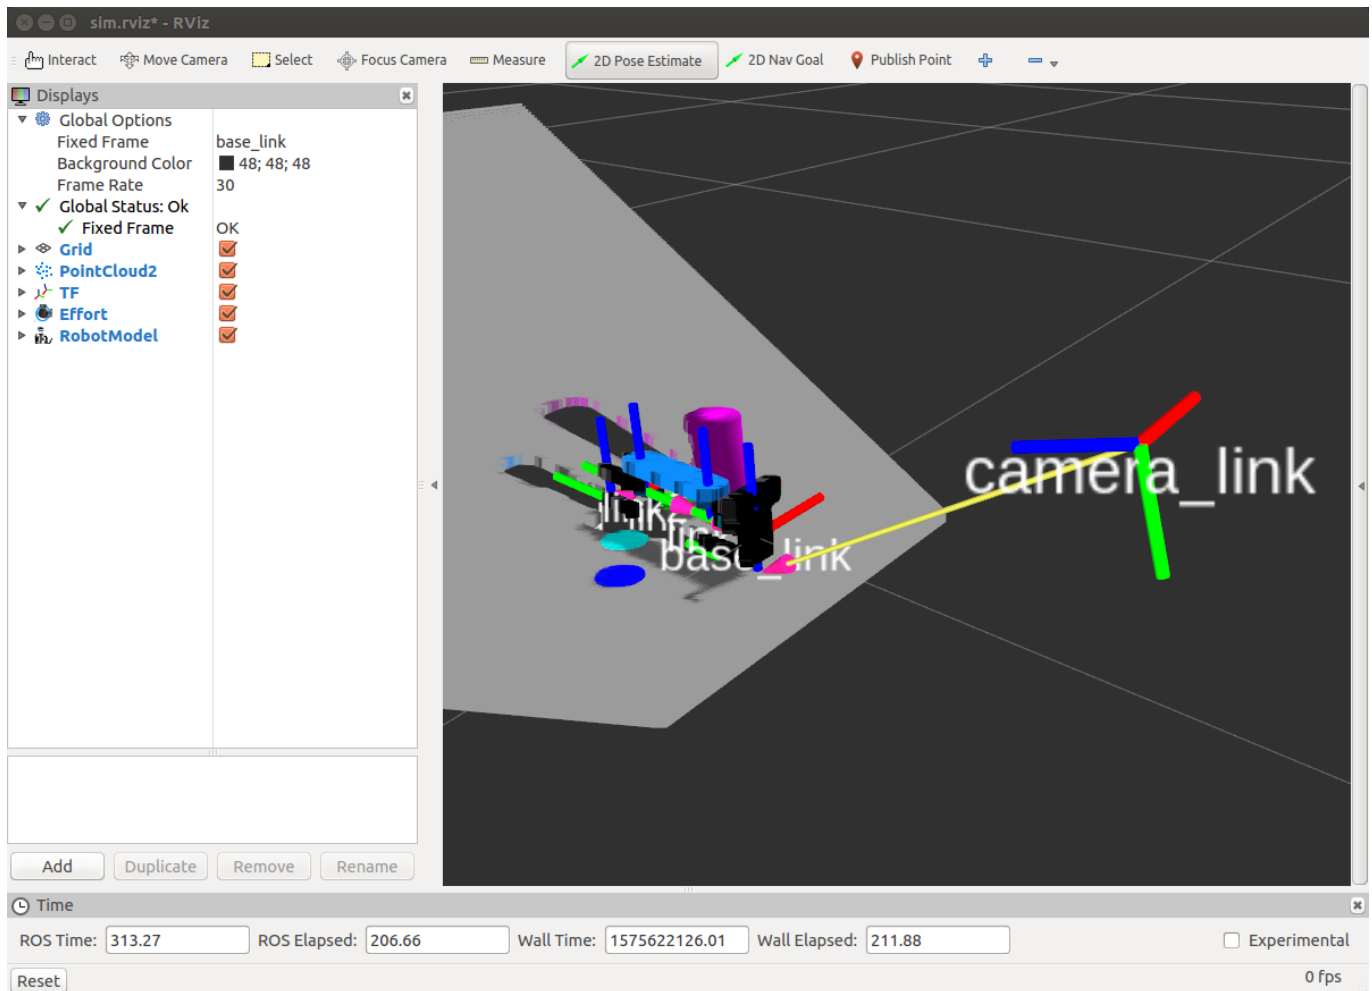 sim.rviz* - RViz
Interact Move Camera Select Focus Camera Measure 2D Pose Estimate 2D Nav Goal Publish Point
Displays
Global Options
Fixed Frame base_link
Background Color 48; 48; 48
Frame Rate 30
Global Status: Ok
Fixed Frame OK
Grid
PointCloud2
TF
Effort
RobotModel
camera_link
base_link
Add Duplicate Remove Rename
Time
ROS Time: 313.27 ROS Elapsed: 206.66 Wall Time: 1575622126.01 Wall Elapsed: 211.88 Experimental
Reset 0 fps